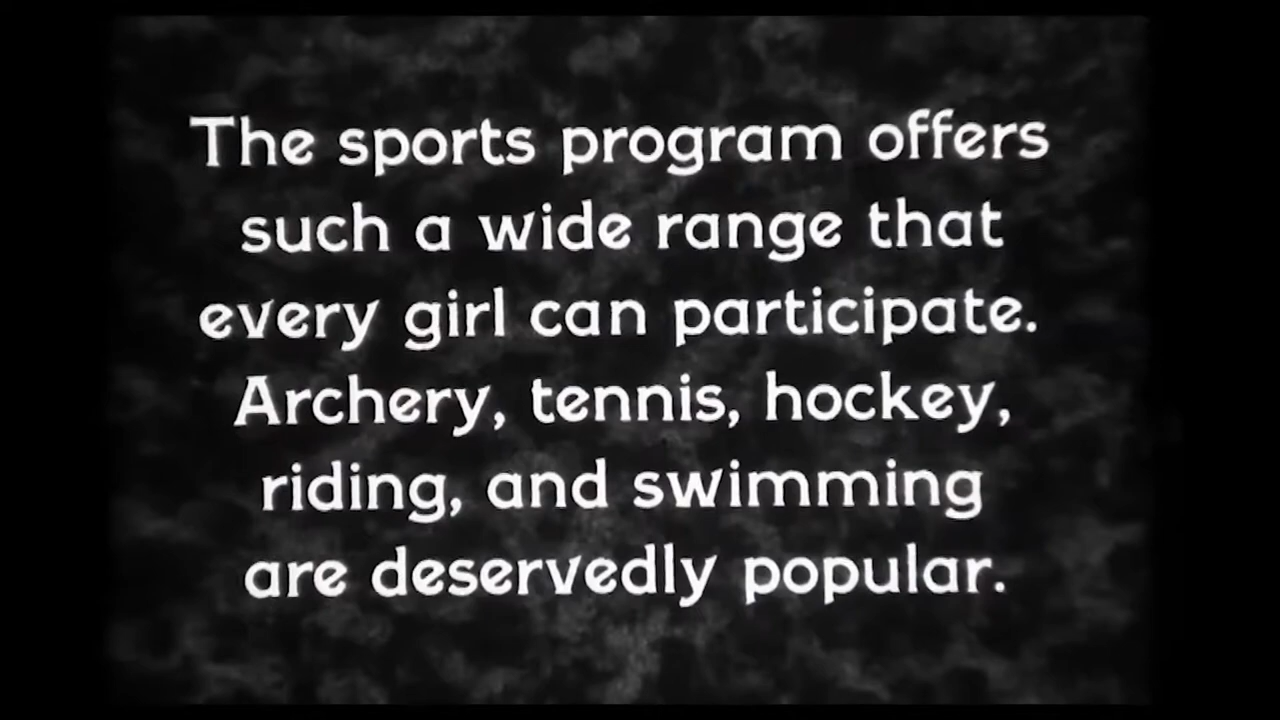 The sports program offers
such a wide range that
every girl can participate.
Archery, tennis, hockey,
riding, and swimming
are deservedly popular.